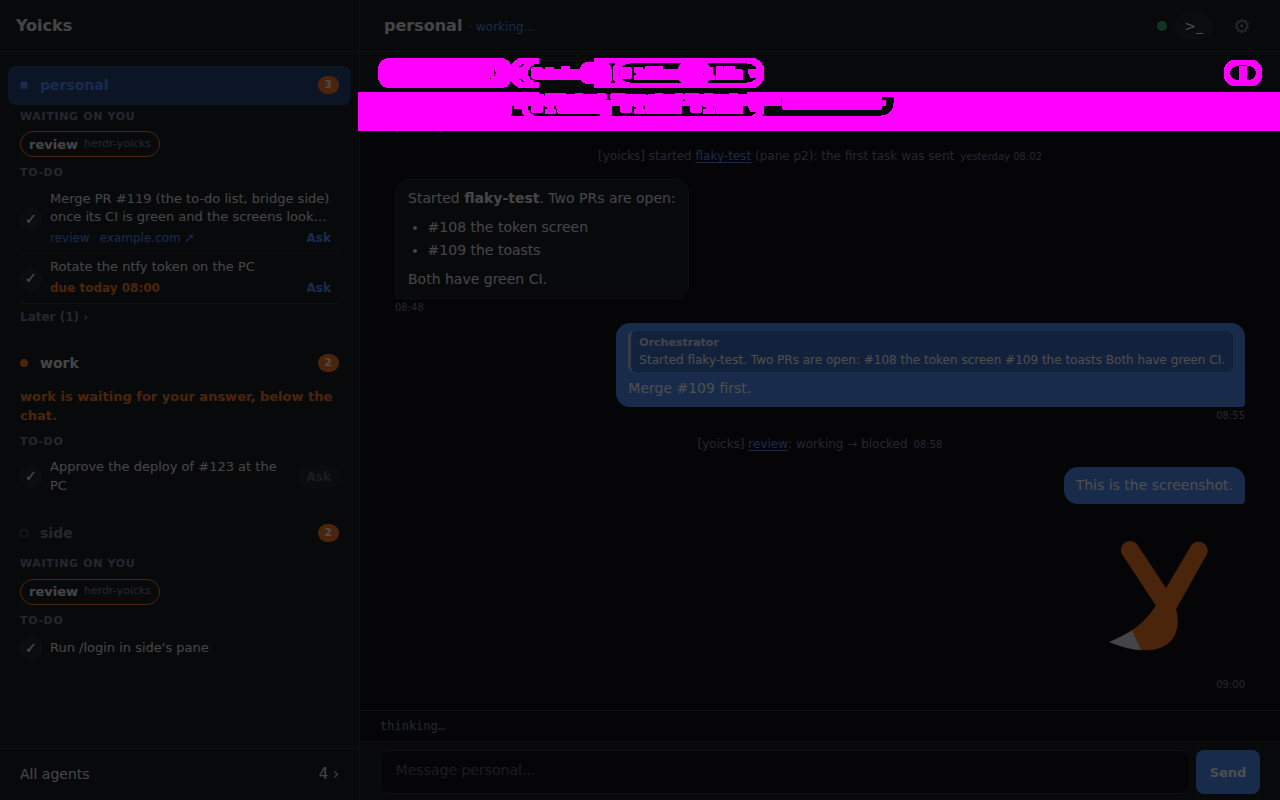 Yoicks
personal · working…
>_
personal 3
WAITING ON YOU
review herdr-yoicks
TO-DO
Merge PR #119 (the to-do list, bridge side)
once its CI is green and the screens look…
review · example.com ↗ Ask
Rotate the ntfy token on the PC
due today 08:00 Ask
Later (1) ›
work 2
work is waiting for your answer, below the
chat.
TO-DO
Approve the deploy of #123 at the
PC
Ask
side 2
WAITING ON YOU
review herdr-yoicks
TO-DO
Run /login in side's pane
All agents 4 ›
[yoicks] started flaky-test (pane p2): the first task was sent yesterday 08:02
Started flaky-test. Two PRs are open:
• #108 the token screen
• #109 the toasts
Both have green CI.
08:48
Orchestrator
Started flaky-test. Two PRs are open: #108 the token screen #109 the toasts Both have green CI.
Merge #109 first.
08:55
[yoicks] review: working → blocked 08:58
This is the screenshot.
09:00
thinking…
Message personal…
Send